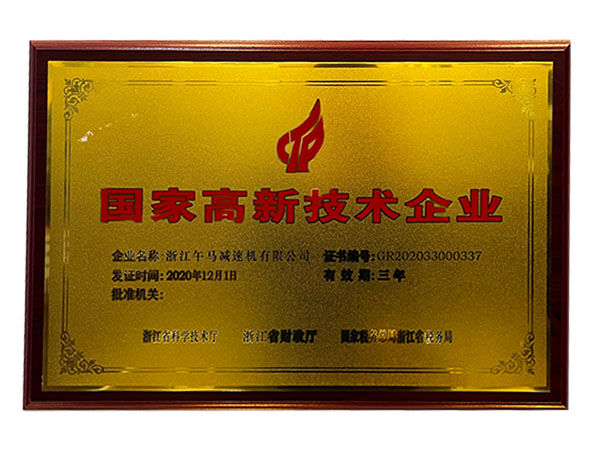 国家高新技术企业
企业名称:浙江午马减速机有限公司 证书编号:GR202033000337
发证时间:2020年12月1日 有效期:三年
批准机关:
浙江省科学技术厅 浙江省财政厅 国家税务总局浙江省税务局